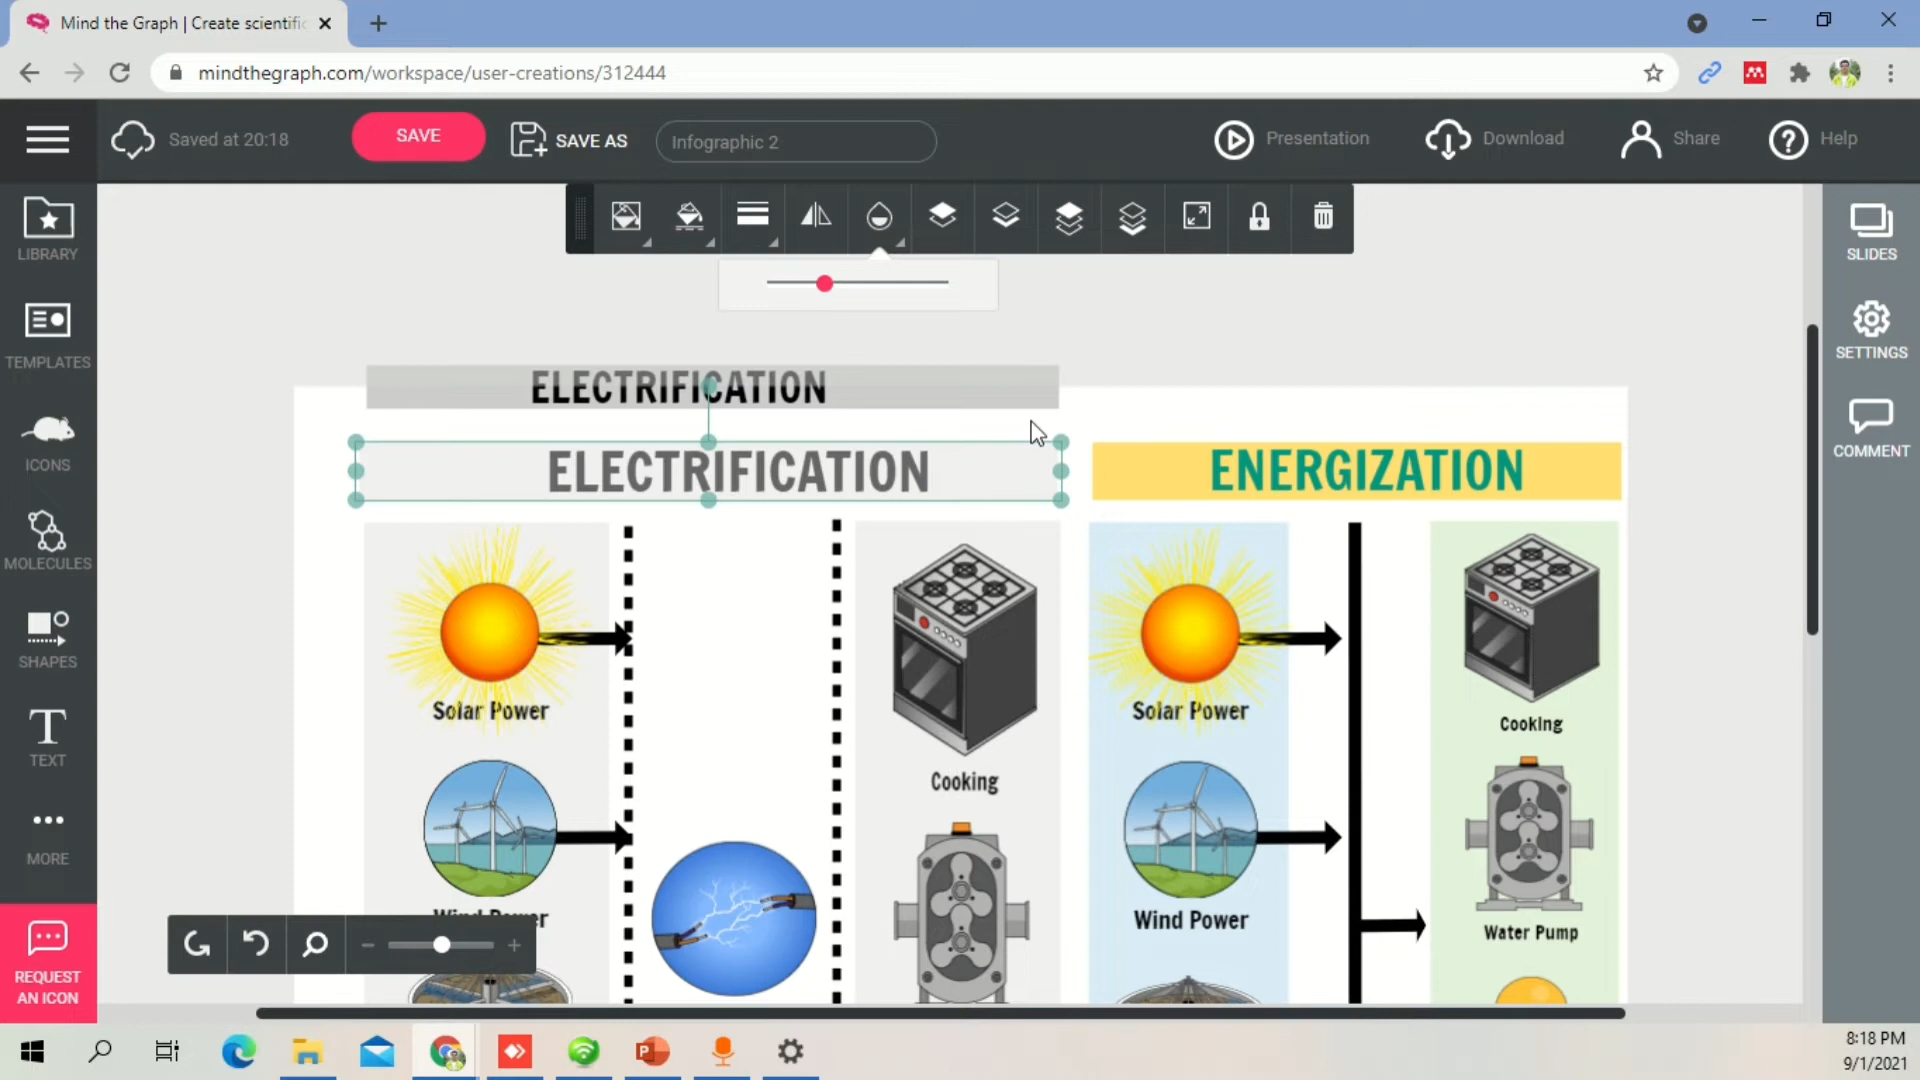 Mind the Graph | Create scientific
mindthegraph.com/workspace/user-creations/312444
Saved at 20:18
SAVE
SAVE AS
Infographic 2
Presentation
Download
Share
Help
LIBRARY
TEMPLATES
ICONS
MOLECULES
SHAPES
TEXT
MORE
REQUEST
AN ICON
SLIDES
SETTINGS
COMMENT
ELECTRIFICATION
ELECTRIFICATION
ENERGIZATION
Solar Power
Cooking
Solar Power
Cooking
Wind Power
Wind Power
Water Pump
8:18 PM
9/1/2021